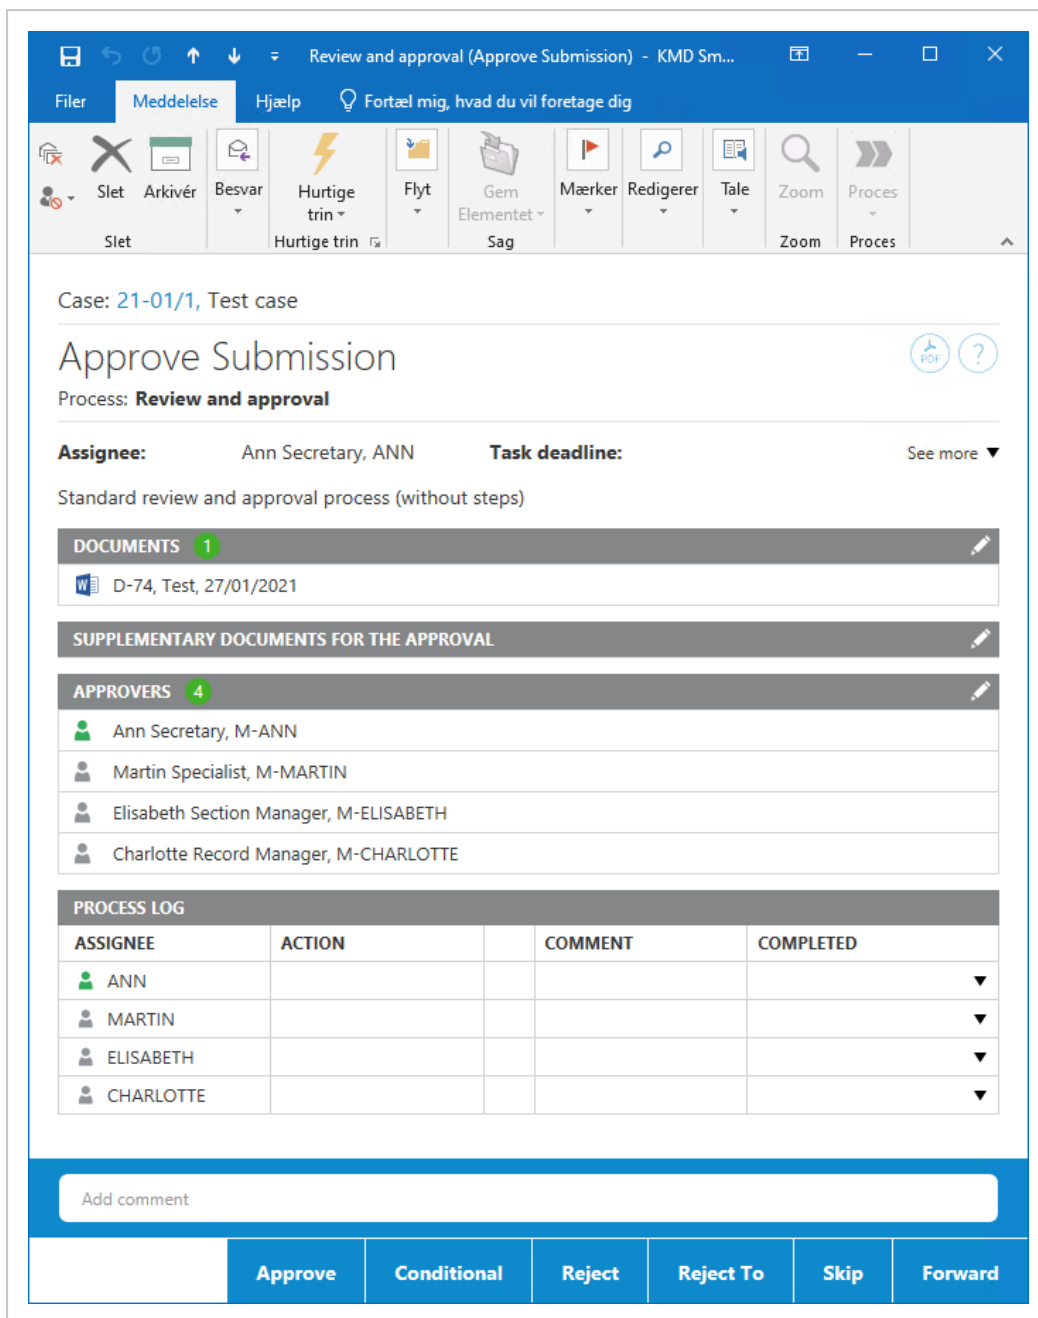 Review and approval (Approve Submission) - KMD Sm...
Filer Meddelelse Hjælp Fortæl mig, hvad du vil foretage dig
Slet Arkivér Besvar Hurtige trin Flyt Gem Elementet Mærker Redigerer Tale Zoom Proces
Slet Hurtige trin Sag Zoom Proces
Case: 21-01/1, Test case
Approve Submission
PDF ?
Process: Review and approval
Assignee: Ann Secretary, ANN Task deadline: See more
Standard review and approval process (without steps)
DOCUMENTS 1
W D-74, Test, 27/01/2021
SUPPLEMENTARY DOCUMENTS FOR THE APPROVAL
APPROVERS 4
Ann Secretary, M-ANN
Martin Specialist, M-MARTIN
Elisabeth Section Manager, M-ELISABETH
Charlotte Record Manager, M-CHARLOTTE
PROCESS LOG
ASSIGNEE ACTION COMMENT COMPLETED
ANN
MARTIN
ELISABETH
CHARLOTTE
Add comment
Approve Conditional Reject Reject To Skip Forward